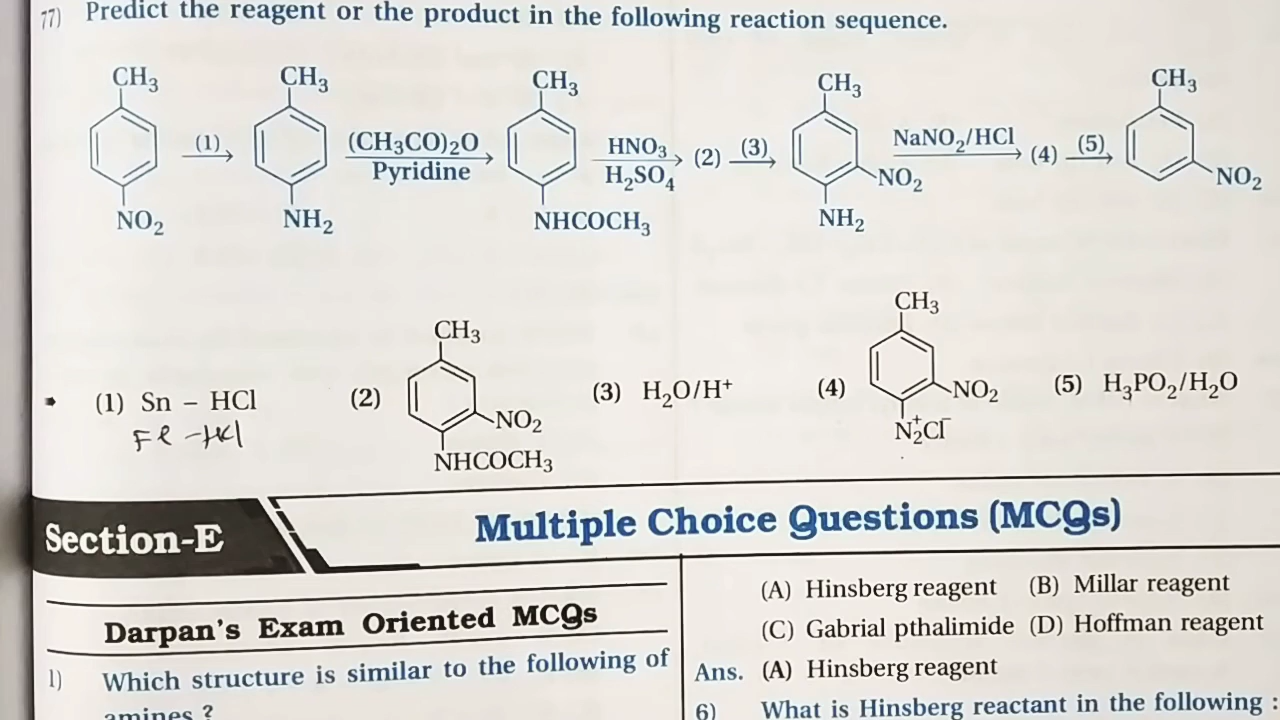 77) Predict the reagent or the product in the following reaction sequence.
CH₃ CH₃ CH₃ CH₃ CH₃
(1) (CH₃CO)₂O HNO₃ (2) (3) NaNO₂/HCl (4) (5)
Pyridine H₂SO₄
NO₂ NO₂
NO₂ NH₂ NHCOCH₃ NH₂
CH₃ CH₃
(1) Sn – HCl (2) (3) H₂O/H⁺ (4) (5) H₃PO₂/H₂O
NO₂ NO₂
Fe -HCl
NHCOCH₃ N₂⁺Cl⁻
Section-E Multiple Choice Questions (MCQs)
Darpan's Exam Oriented MCQs
1) Which structure is similar to the following of
amines ?
(A) Hinsberg reagent (B) Millar reagent
(C) Gabrial pthalimide (D) Hoffman reagent
Ans. (A) Hinsberg reagent
6) What is Hinsberg reactant in the following :